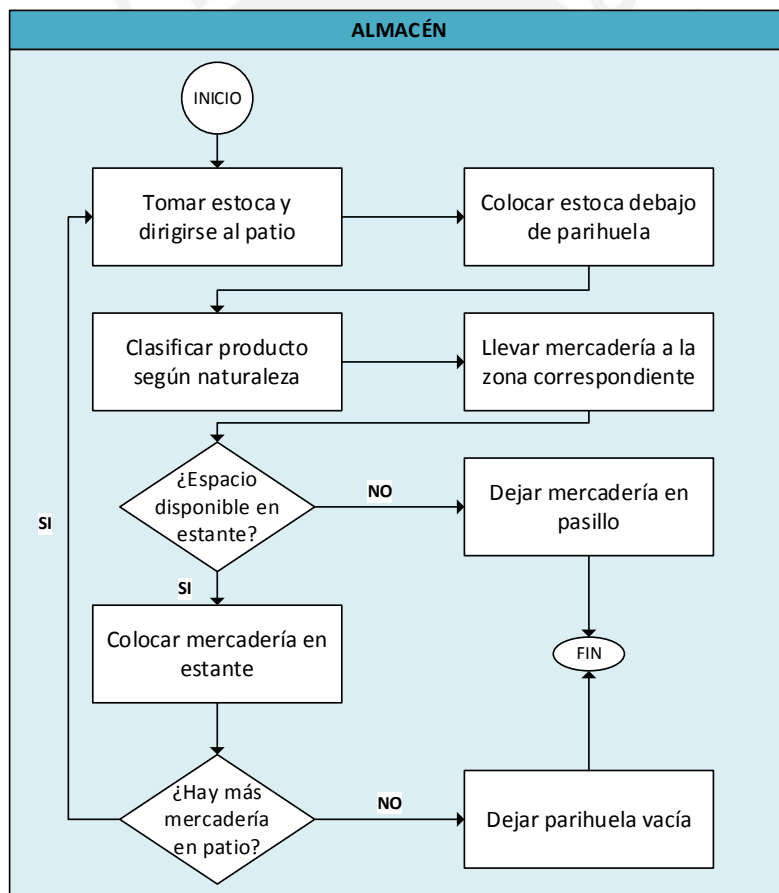 ALMACÉN
INICIO
Tomar estoca y
dirigirse al patio
Colocar estoca debajo
de parihuela
Clasificar producto
según naturaleza
Llevar mercadería a la
zona correspondiente
¿Espacio
disponible en
estante?
NO
Dejar mercadería en
pasillo
SI
SI
Colocar mercadería en
estante
FIN
¿Hay más
mercadería
en patio?
NO
Dejar parihuela vacía